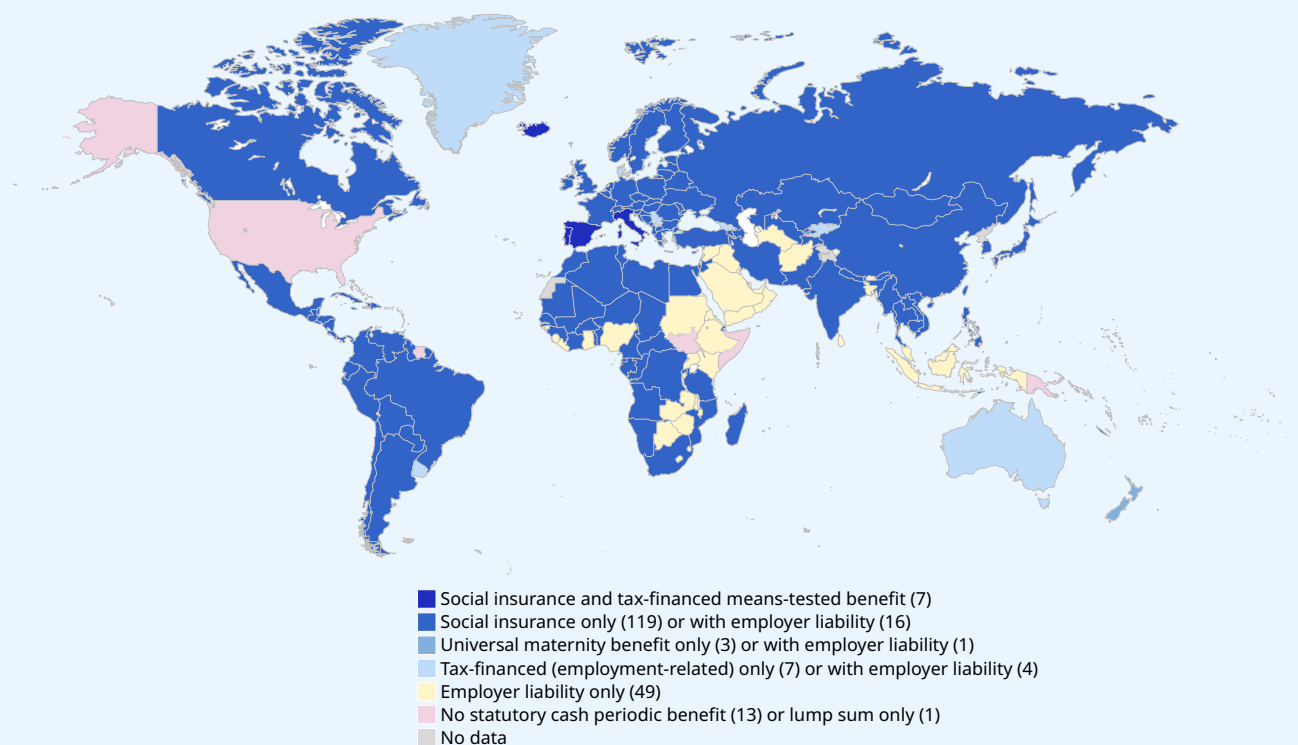 Social insurance and tax-financed means-tested benefit (7)
Social insurance only (119) or with employer liability (16)
Universal maternity benefit only (3) or with employer liability (1)
Tax-financed (employment-related) only (7) or with employer liability (4)
Employer liability only (49)
No statutory cash periodic benefit (13) or lump sum only (1)
No data